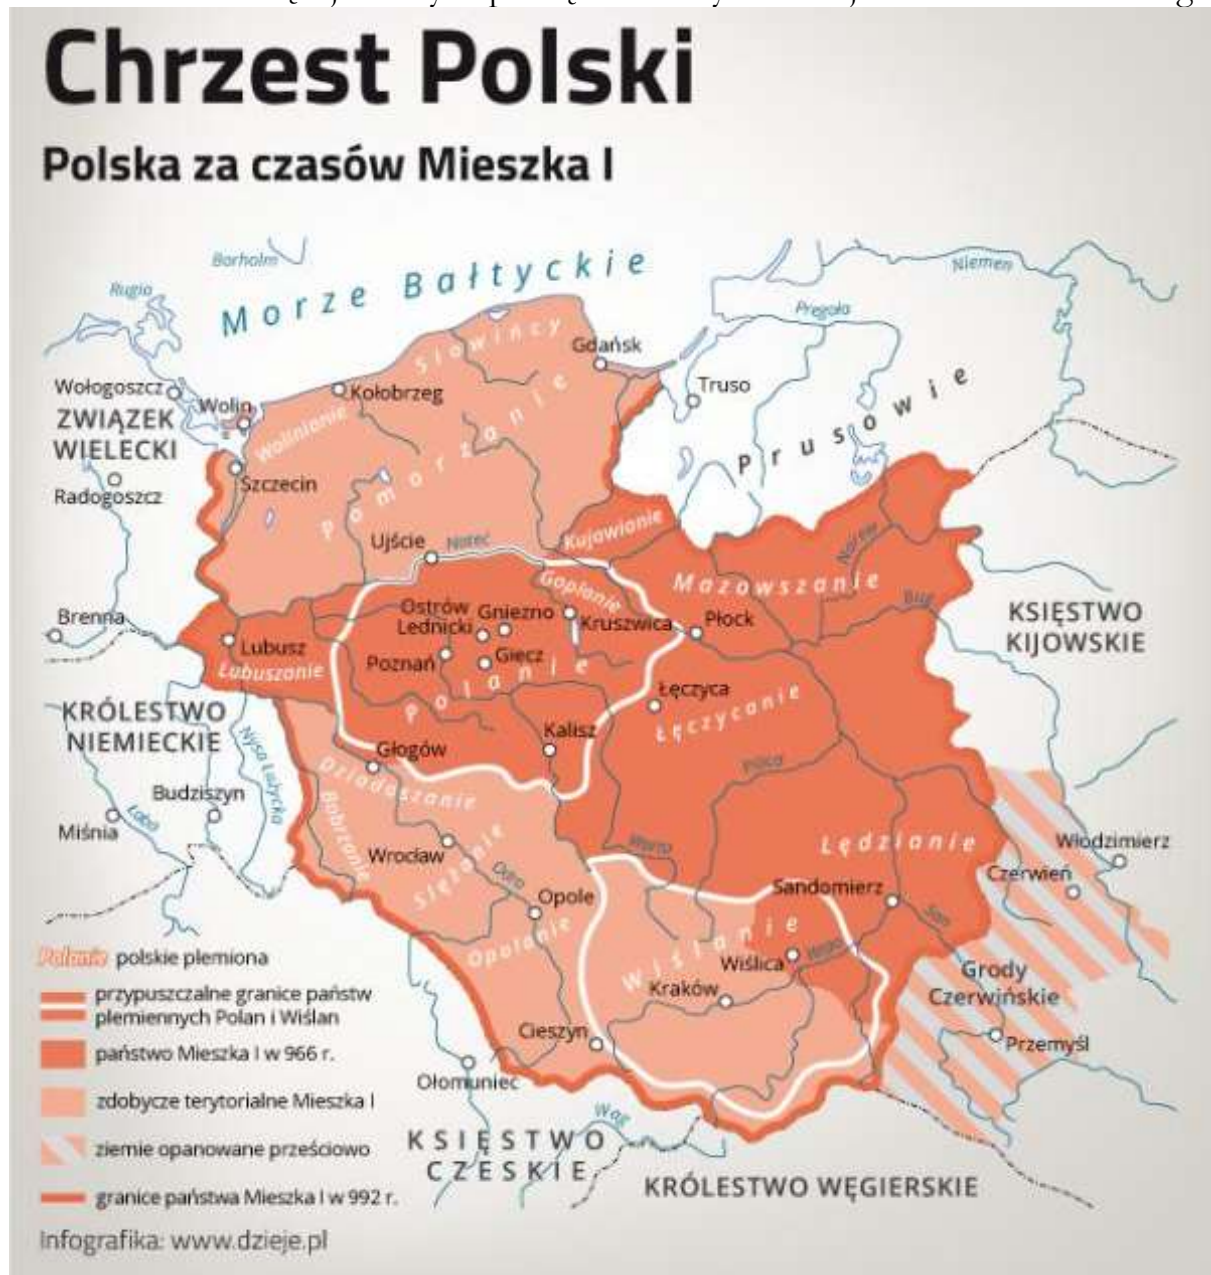 Chrzest Polski
Polska za czasów Mieszka I
Borholm
Rugia
Morze Bałtyckie
Niemen
Pregoła
Słowińcy
Gdańsk
Wołogoszcz
Kołobrzeg
Truso
Prusowie
ZWIĄZEK
WIELECKI
Wolin
Wolinianie
Pomorzanie
Radogoszcz
Szczecin
Ujście
Noteć
Kujawianie
Goplanie
Mazowszanie
Narew
Bug
Brenna
Ostrów
Lednicki
Gniezno
Kruszwica
Płock
KSIĘSTWO
KIJOWSKIE
Lubusz
Lubuszanie
Poznań
Giecz
Polanie
Łęczyca
Łęczycanie
KRÓLESTWO
NIEMIECKIE
Nysa Łużycka
Głogów
Kalisz
Dziadoszanie
Pilica
Budziszyn
Bobrzanie
Miśnia
Łaba
Wrocław
Ślężanie
Odra
Warta
Lędzianie
Włodzimierz
Czerwień
Sandomierz
San
Opole
Opolanie
Wiślanie
Wiślica
Kraków
Grody
Czerwińskie
Przemyśl
Cieszyn
Ołomuniec
Wag
KSIĘSTWO
CZESKIE
KRÓLESTWO WĘGIERSKIE
Polanie polskie plemiona
przypuszczalne granice państw
plemiennych Polan i Wiślan
państwo Mieszka I w 966 r.
zdobycze terytorialne Mieszka I
ziemie opanowane prześciowo
granice państwa Mieszka I w 992 r.
Infografika: www.dzieje.pl